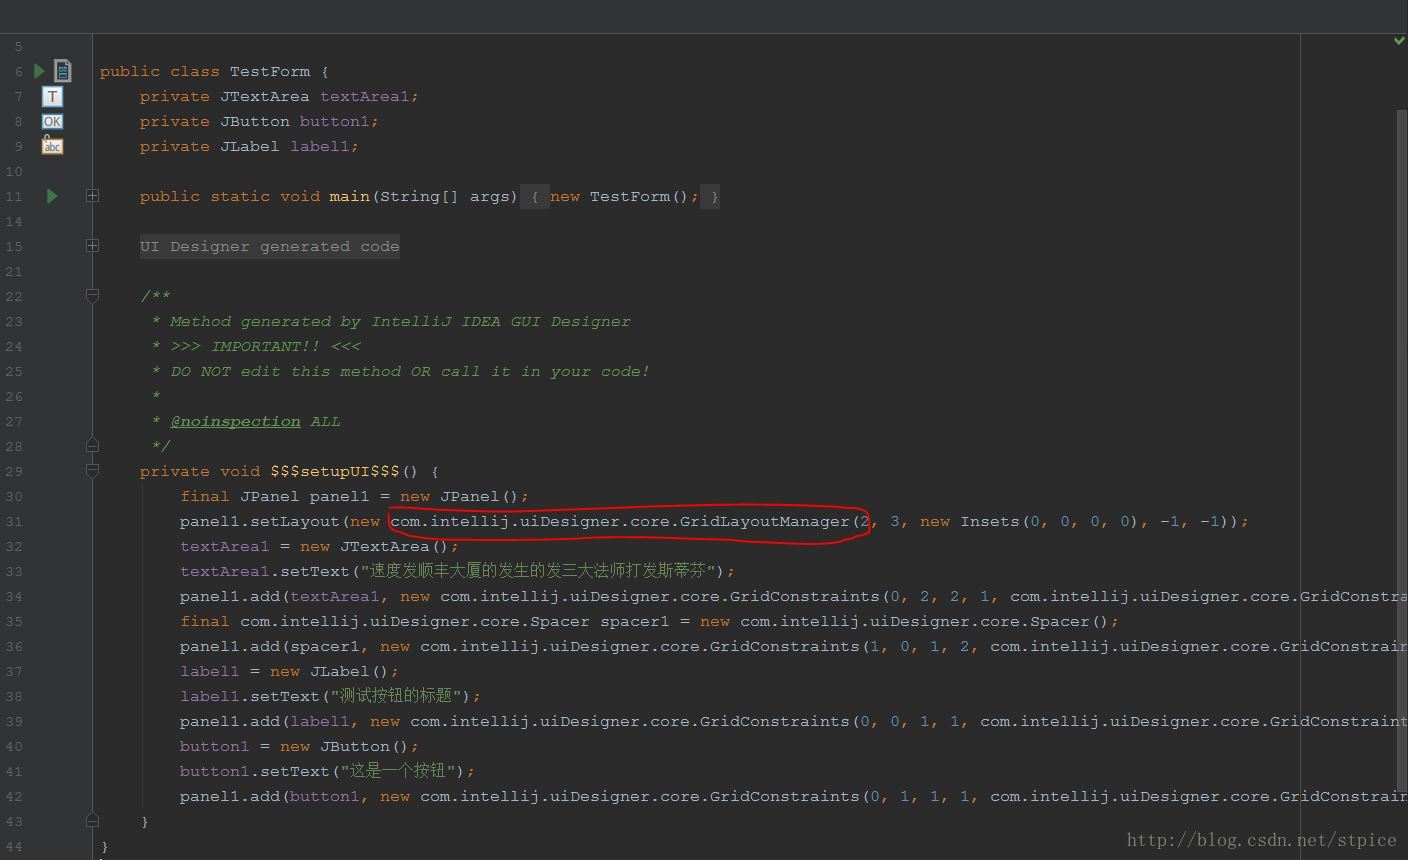 5
6 public class TestForm {
7 T private JTextArea textArea1;
8 OK private JButton button1;
9 abc private JLabel label1;
10
11 public static void main(String[] args) { new TestForm(); }
14
15 UI Designer generated code
21
22 /**
23 * Method generated by IntelliJ IDEA GUI Designer
24 * >>> IMPORTANT!! <<<
25 * DO NOT edit this method OR call it in your code!
26 *
27 * @noinspection ALL
28 */
29 private void $$$setupUI$$$() {
30 final JPanel panel1 = new JPanel();
31 panel1.setLayout(new com.intellij.uiDesigner.core.GridLayoutManager(2, 3, new Insets(0, 0, 0, 0), -1, -1));
32 textArea1 = new JTextArea();
33 textArea1.setText("速度发顺丰大厦的发生的发三大法师打发斯蒂芬");
34 panel1.add(textArea1, new com.intellij.uiDesigner.core.GridConstraints(0, 2, 2, 1, com.intellij.uiDesigner.core.GridConstra
35 final com.intellij.uiDesigner.core.Spacer spacer1 = new com.intellij.uiDesigner.core.Spacer();
36 panel1.add(spacer1, new com.intellij.uiDesigner.core.GridConstraints(1, 0, 1, 2, com.intellij.uiDesigner.core.GridConstrain
37 label1 = new JLabel();
38 label1.setText("测试按钮的标题");
39 panel1.add(label1, new com.intellij.uiDesigner.core.GridConstraints(0, 0, 1, 1, com.intellij.uiDesigner.core.GridConstraint
40 button1 = new JButton();
41 button1.setText("这是一个按钮");
42 panel1.add(button1, new com.intellij.uiDesigner.core.GridConstraints(0, 1, 1, 1, com.intellij.uiDesigner.core.GridConstrain
43 }
44 }
http://blog.csdn.net/stpice